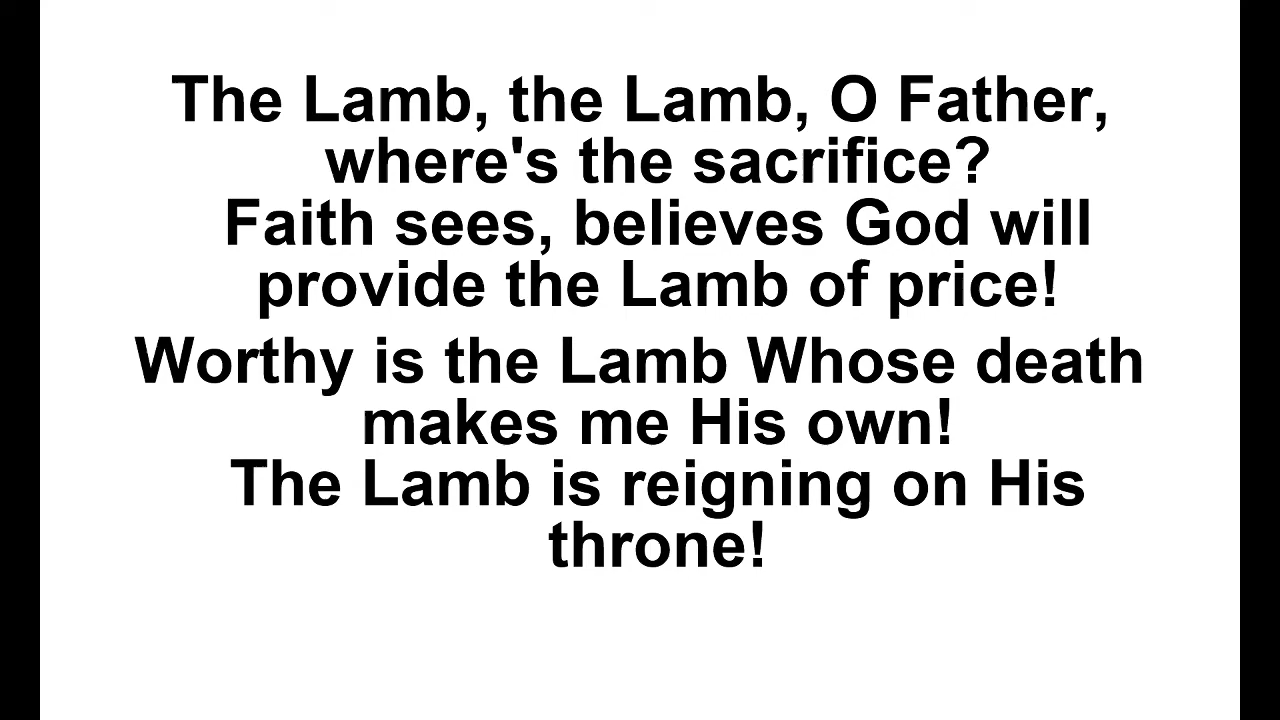 The Lamb, the Lamb, O Father,
where's the sacrifice?
Faith sees, believes God will
provide the Lamb of price!
Worthy is the Lamb Whose death
makes me His own!
The Lamb is reigning on His
throne!